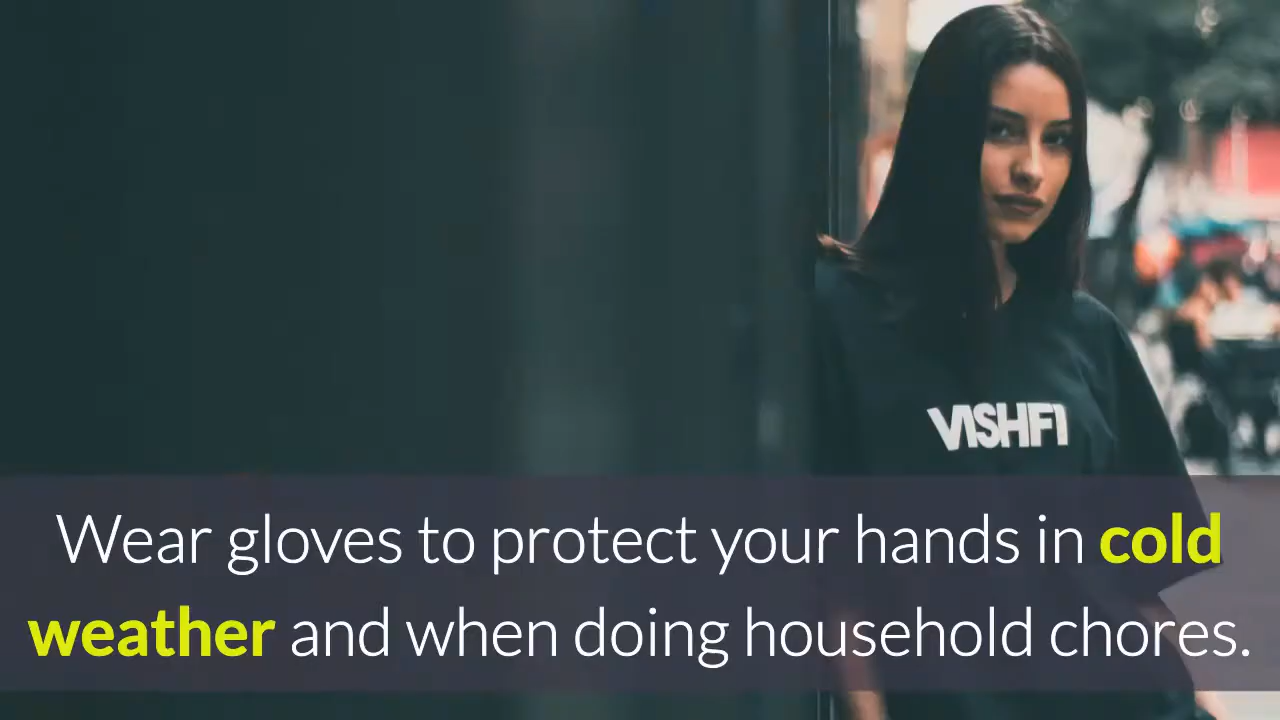 VISHFI
Wear gloves to protect your hands in cold
weather and when doing household chores.